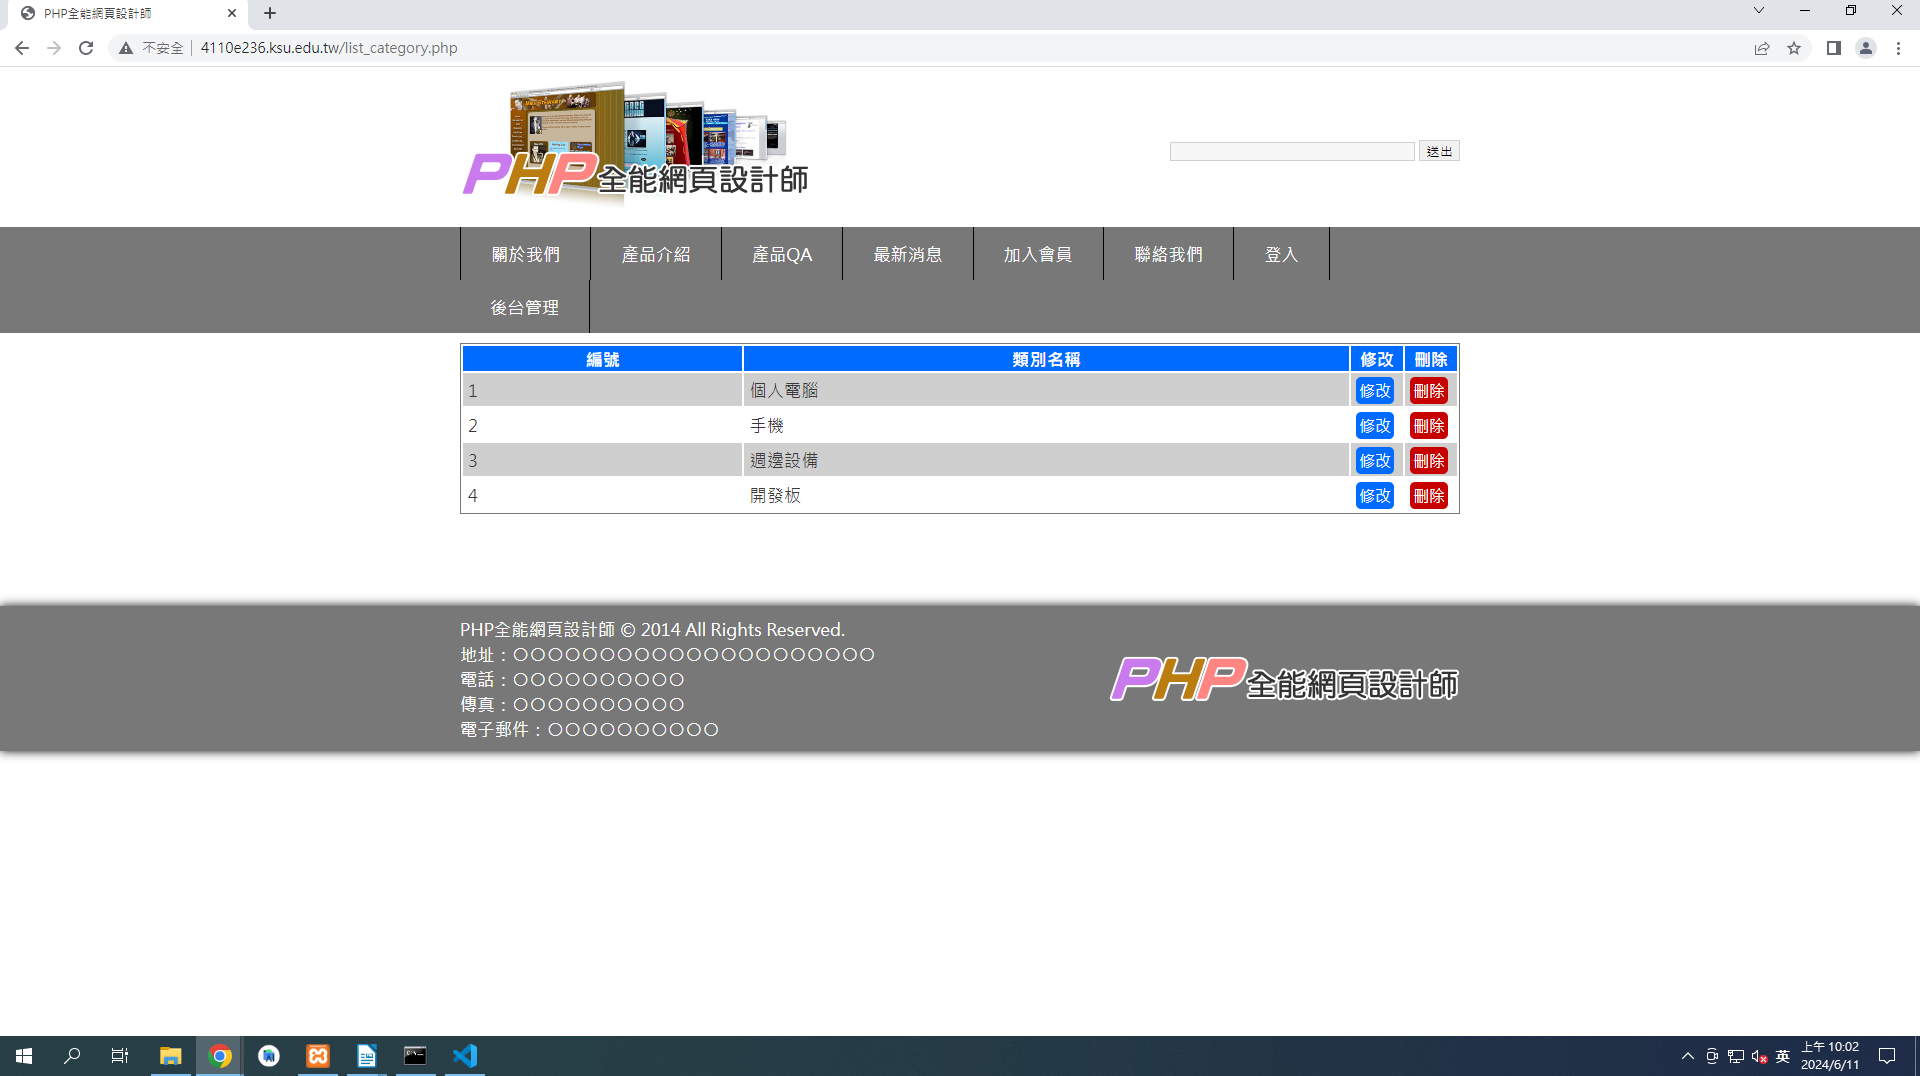 PHP全能網頁設計師
不安全 4110e236.ksu.edu.tw/list_category.php
PHP全能網頁設計師
送出
關於我們 產品介紹 產品QA 最新消息 加入會員 聯絡我們 登入
後台管理
編號 類別名稱 修改 刪除
1 個人電腦 修改 刪除
2 手機 修改 刪除
3 週邊設備 修改 刪除
4 開發板 修改 刪除
PHP全能網頁設計師 © 2014 All Rights Reserved.
地址：〇〇〇〇〇〇〇〇〇〇〇〇〇〇〇〇〇〇〇〇〇
電話：〇〇〇〇〇〇〇〇〇〇
傳真：〇〇〇〇〇〇〇〇〇〇
電子郵件：〇〇〇〇〇〇〇〇〇〇
PHP全能網頁設計師
英
上午 10:02
2024/6/11